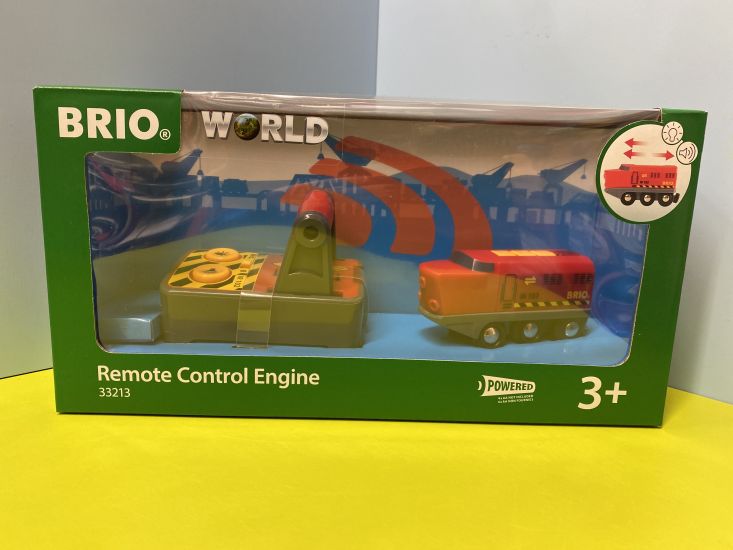 BRIO®
WORLD
BRIO
Remote Control Engine
33213
POWERED
3+